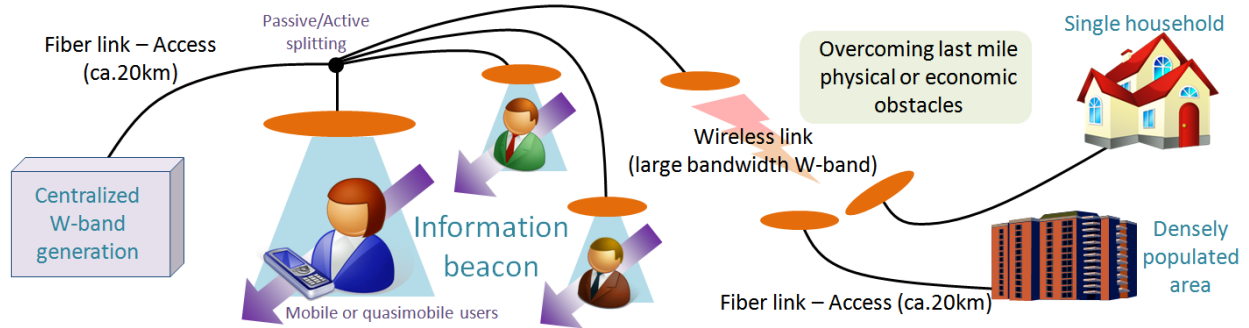 Passive/Active
splitting
Fiber link – Access
(ca.20km)
Centralized
W-band
generation
Information
beacon
Mobile or quasimobile users
Wireless link
(large bandwidth W-band)
Overcoming last mile
physical or economic
obstacles
Single household
Densely
populated
area
Fiber link – Access (ca.20km)